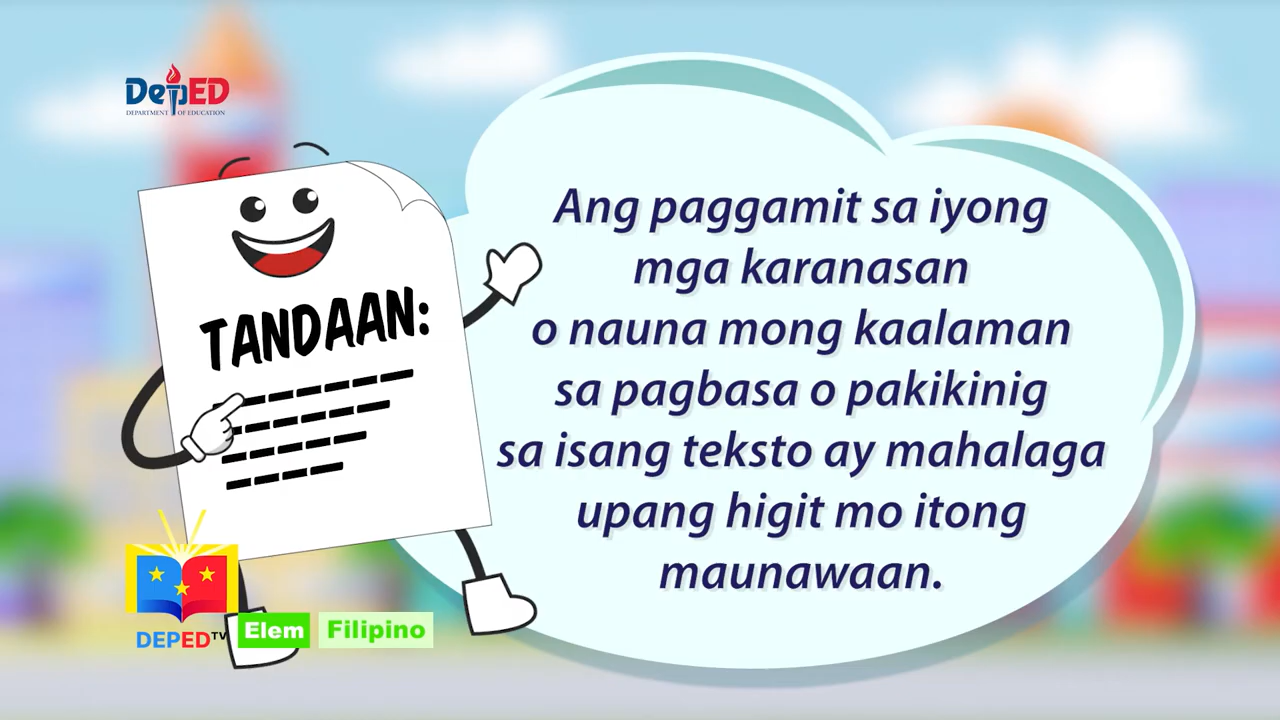 DepED
DEPARTMENT OF EDUCATION
TANDAAN:
Ang paggamit sa iyong
mga karanasan
o nauna mong kaalaman
sa pagbasa o pakikinig
sa isang teksto ay mahalaga
upang higit mo itong
maunawaan.
DEPED TV
Elem Filipino